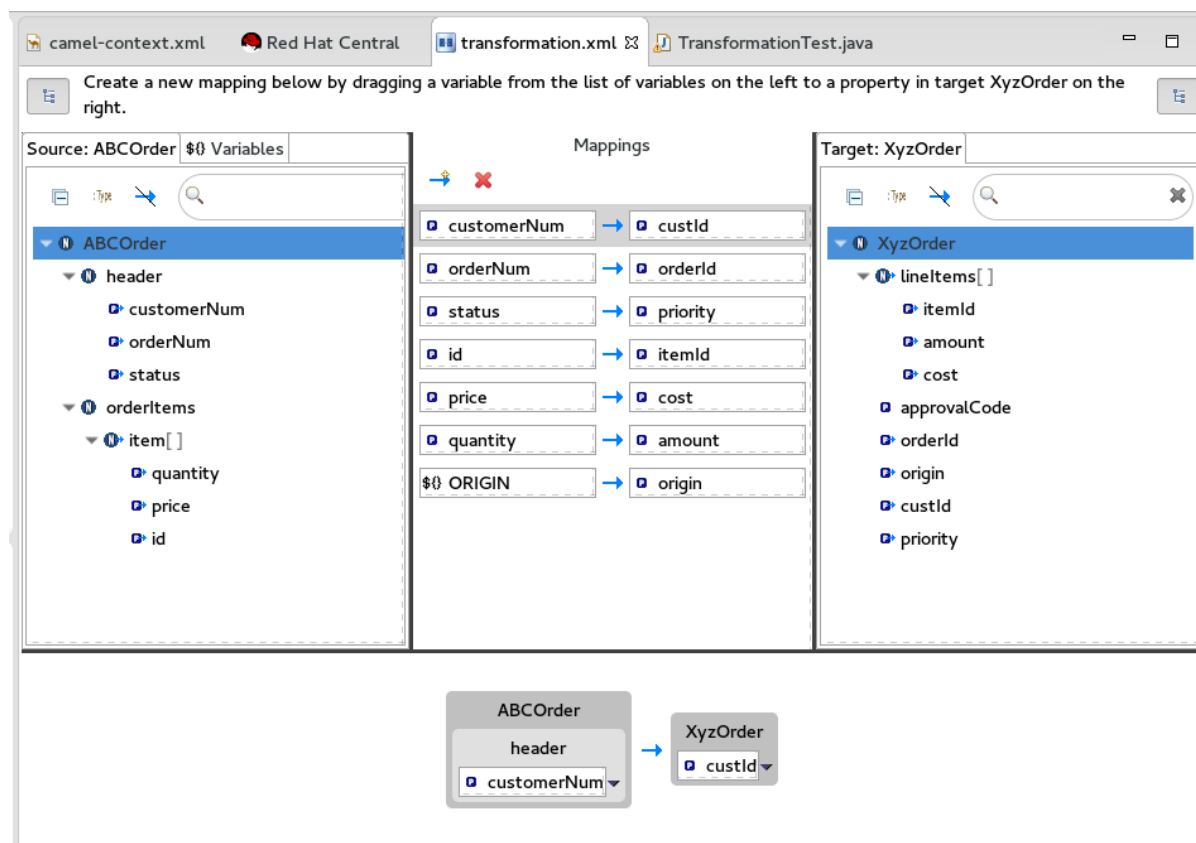 camel-context.xml Red Hat Central transformation.xml TransformationTest.java
Create a new mapping below by dragging a variable from the list of variables on the left to a property in target XyzOrder on the
right.
Source: ABCOrder ${} Variables
: Type
ABCOrder
header
customerNum
orderNum
status
orderItems
item[ ]
quantity
price
id
Mappings
customerNum custId
orderNum orderId
status priority
id itemId
price cost
quantity amount
${} ORIGIN origin
Target: XyzOrder
: Type
XyzOrder
lineItems[ ]
itemId
amount
cost
approvalCode
orderId
origin
custId
priority
ABCOrder
header
customerNum
XyzOrder
custId